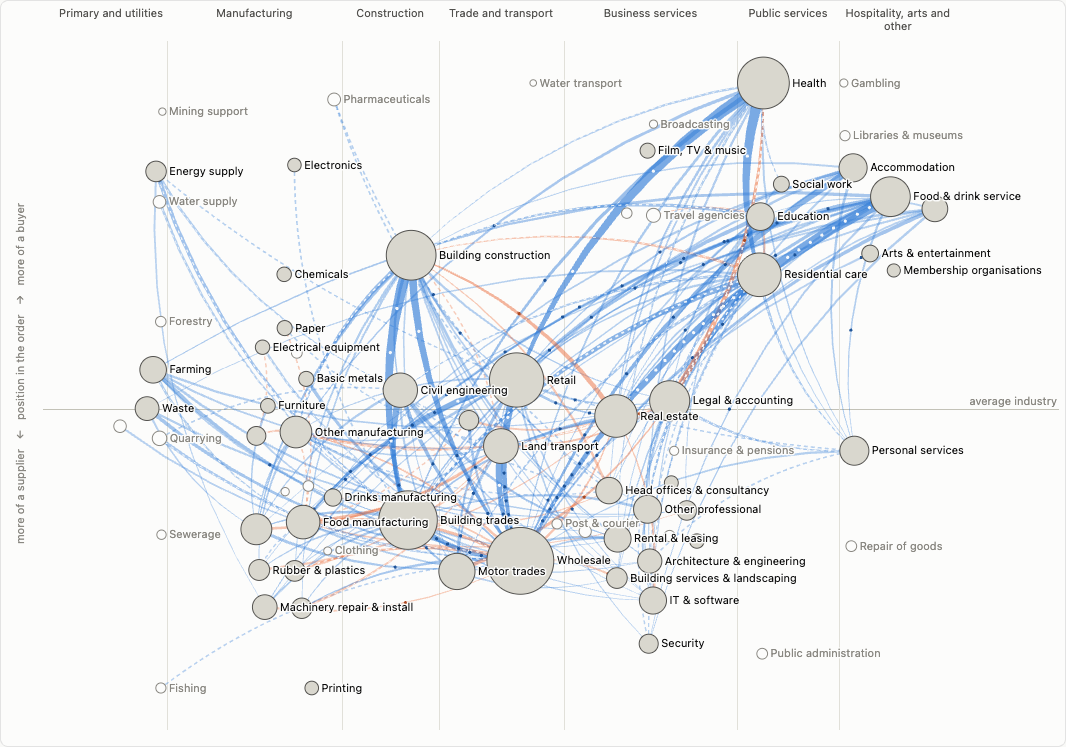 Primary and utilities
Manufacturing
Construction
Trade and transport
Business services
Public services
Hospitality, arts and
other
more of a supplier ← position in the order → more of a buyer
Water transport
Health
Gambling
Pharmaceuticals
Mining support
Broadcasting
Libraries & museums
Film, TV & music
Electronics
Accommodation
Energy supply
Social work
Food & drink service
Water supply
Travel agencies
Education
Building construction
Arts & entertainment
Membership organisations
Chemicals
Residential care
Forestry
Paper
Electrical equipment
Farming
Basic metals
Retail
Civil engineering
Legal & accounting
average industry
Furniture
Waste
Real estate
Other manufacturing
Quarrying
Land transport
Insurance & pensions
Personal services
Head offices & consultancy
Drinks manufacturing
Other professional
Food manufacturing
Building trades
Post & courier
Sewerage
Rental & leasing
Repair of goods
Clothing
Wholesale
Architecture & engineering
Rubber & plastics
Motor trades
Building services & landscaping
IT & software
Machinery repair & install
Security
Public administration
Fishing
Printing